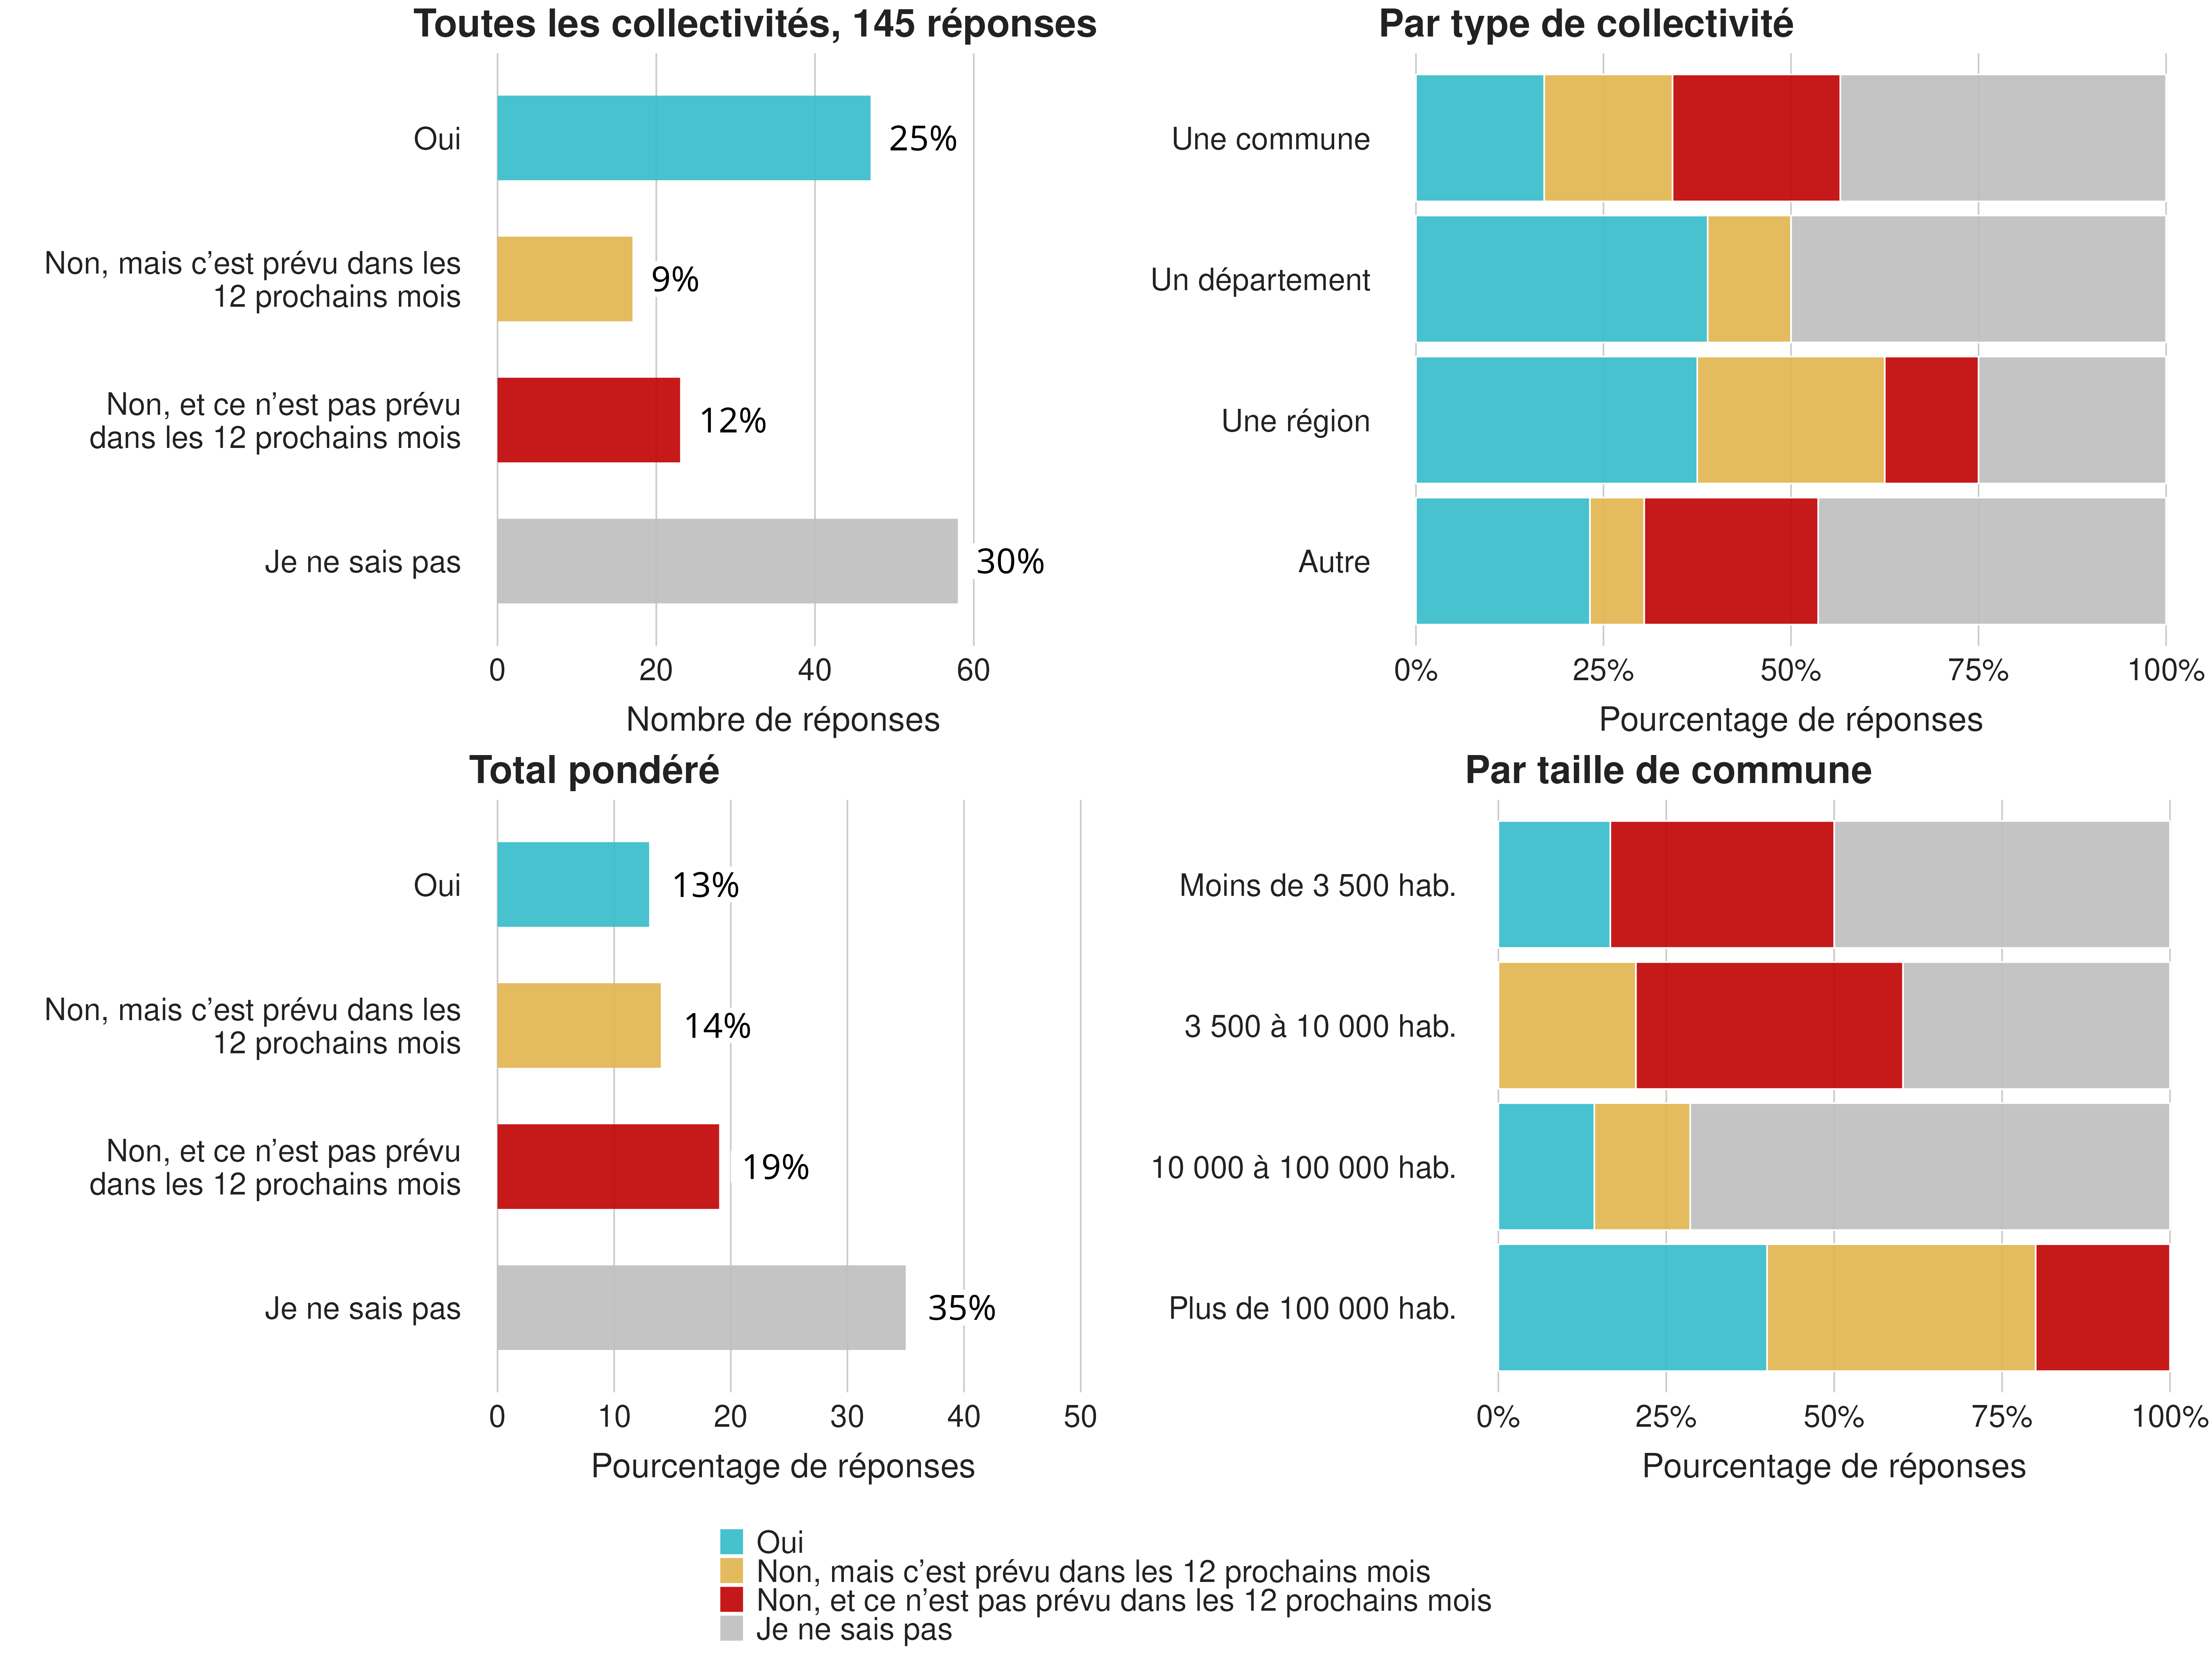 Toutes les collectivités, 145 réponses
Oui
25%
Non, mais c’est prévu dans les
12 prochains mois
9%
Non, et ce n’est pas prévu
dans les 12 prochains mois
12%
Je ne sais pas
30%
0 20 40 60
Nombre de réponses
Par type de collectivité
Une commune
Un département
Une région
Autre
0% 25% 50% 75% 100%
Pourcentage de réponses
Total pondéré
Oui
13%
Non, mais c’est prévu dans les
12 prochains mois
14%
Non, et ce n’est pas prévu
dans les 12 prochains mois
19%
Je ne sais pas
35%
0 10 20 30 40 50
Pourcentage de réponses
Par taille de commune
Moins de 3 500 hab.
3 500 à 10 000 hab.
10 000 à 100 000 hab.
Plus de 100 000 hab.
0% 25% 50% 75% 100%
Pourcentage de réponses
Oui
Non, mais c’est prévu dans les 12 prochains mois
Non, et ce n’est pas prévu dans les 12 prochains mois
Je ne sais pas